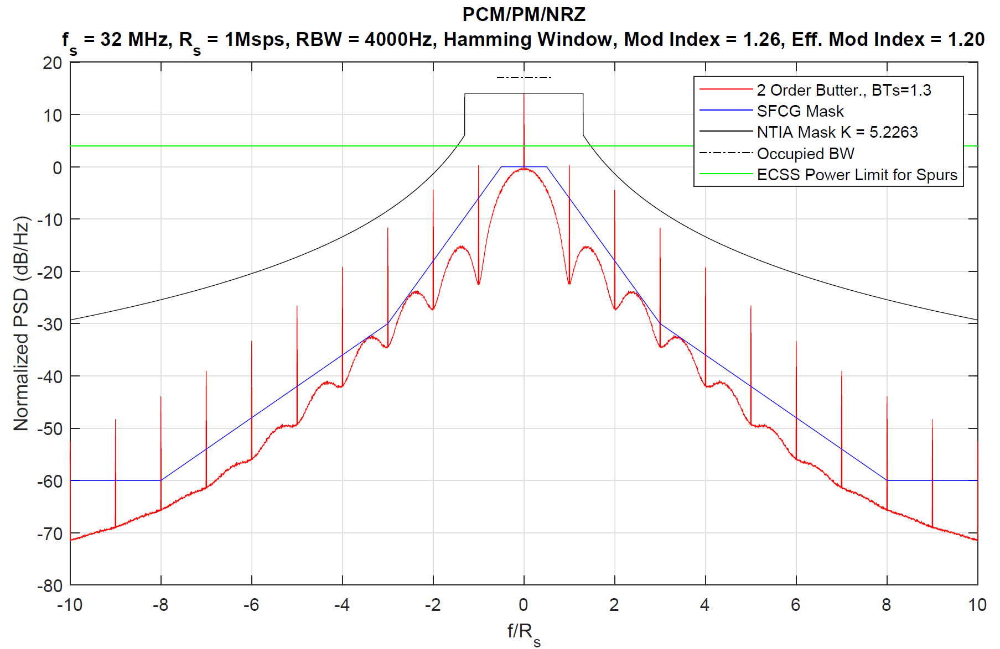 PCM/PM/NRZ
fs = 32 MHz, Rs = 1Msps, RBW = 4000Hz, Hamming Window, Mod Index = 1.26, Eff. Mod Index = 1.20
2 Order Butter., BTs=1.3
SFCG Mask
NTIA Mask K = 5.2263
Occupied BW
ECSS Power Limit for Spurs
Normalized PSD (dB/Hz)
20
10
0
-10
-20
-30
-40
-50
-60
-70
-80
-10 -8 -6 -4 -2 0 2 4 6 8 10
f/Rs